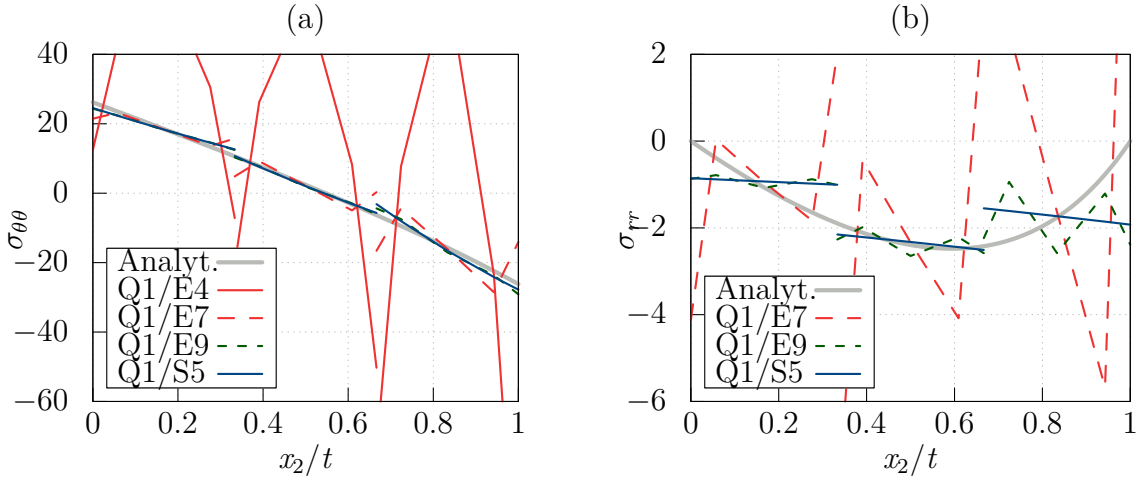 (a)
40
20
0
−20
−40
−60
σθθ
Analyt.
Q1/E4
Q1/E7
Q1/E9
Q1/S5
0
0.2
0.4
0.6
0.8
1
x₂/t
(b)
2
0
−2
−4
−6
σrr
Analyt.
Q1/E7
Q1/E9
Q1/S5
0
0.2
0.4
0.6
0.8
1
x₂/t